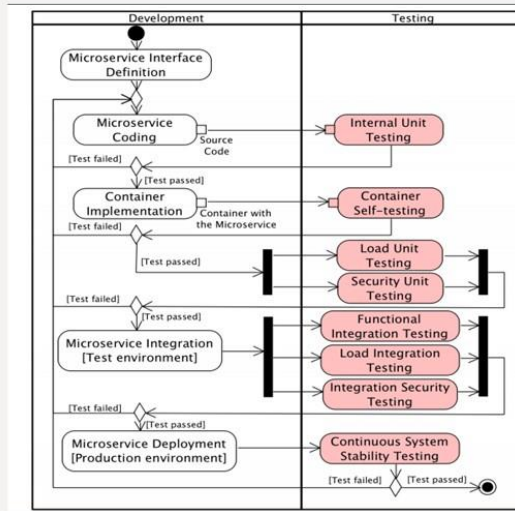 Development
Testing
Microservice Interface
Definition
Microservice
Coding
Source
Code
Internal Unit
Testing
[Test failed]
[Test passed]
Container
Implementation
Container with
the Microservice
Container
Self-testing
[Test failed]
[Test passed]
Load Unit
Testing
Security Unit
Testing
[Test failed]
[Test passed]
Microservice Integration
[Test environment]
Functional
Integration Testing
Load Integration
Testing
Integration Security
Testing
[Test failed]
[Test passed]
Microservice Deployment
[Production environment]
Continuous System
Stability Testing
[Test failed]
[Test passed]